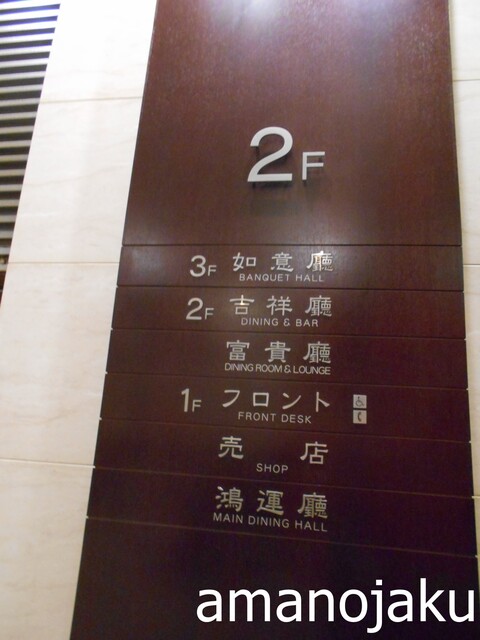 2F
3F 如意廳
BANQUET HALL
2F 吉祥廳
DINING & BAR
富貴廳
DINING ROOM & LOUNGE
1F フロント
FRONT DESK
売店
SHOP
鴻運廳
MAIN DINING HALL
amanojaku